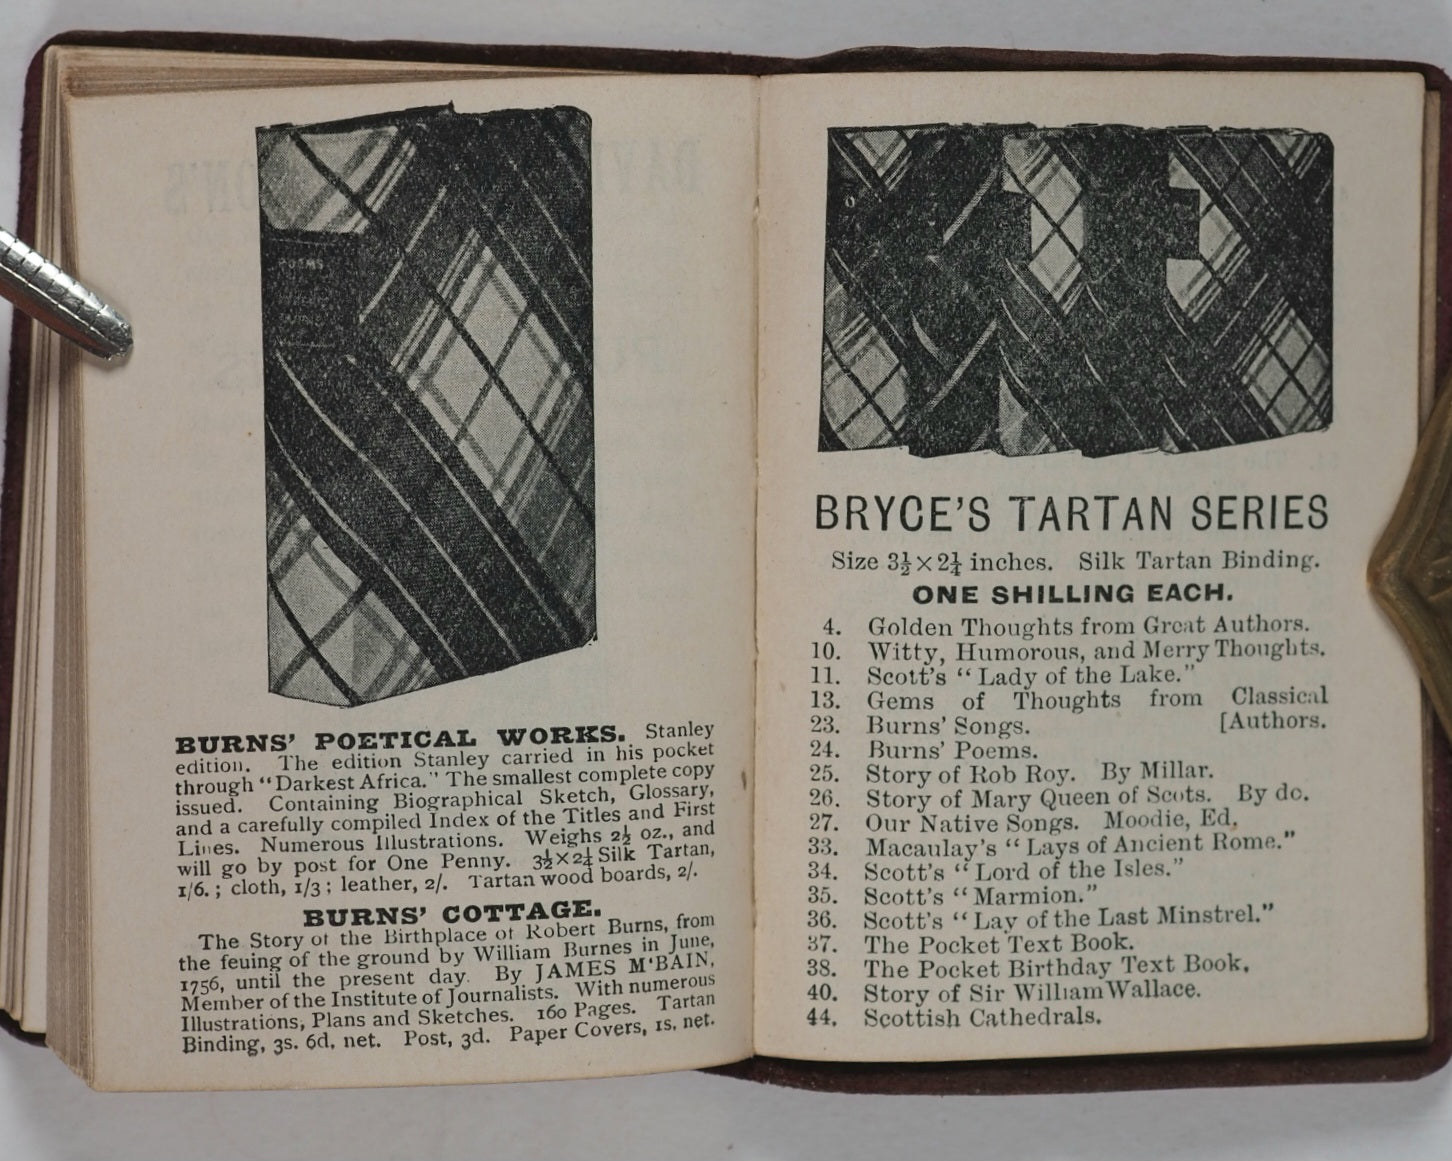 BURNS' POETICAL WORKS. Stanley
edition. The edition Stanley carried in his pocket
through "Darkest Africa." The smallest complete copy
issued. Containing Biographical Sketch, Glossary,
and a carefully compiled Index of the Titles and First
Lines. Numerous Illustrations. Weighs 2½ oz., and
will go by post for One Penny. 3½×2¼ Silk Tartan,
1/6.; cloth, 1/3; leather, 2/. Tartan wood boards, 2/.
BURNS' COTTAGE.
The Story of the Birthplace of Robert Burns, from
the feuing of the ground by William Burnes in June,
1756, until the present day. By JAMES M'BAIN,
Member of the Institute of Journalists. With numerous
Illustrations, Plans and Sketches. 160 Pages. Tartan
Binding, 3s. 6d. net. Post, 3d. Paper Covers, 1s. net.
BRYCE'S TARTAN SERIES
Size 3½×2¼ inches. Silk Tartan Binding.
ONE SHILLING EACH.
4. Golden Thoughts from Great Authors.
10. Witty, Humorous, and Merry Thoughts.
11. Scott's "Lady of the Lake."
13. Gems of Thoughts from Classical
23. Burns' Songs. [Authors.
24. Burns' Poems.
25. Story of Rob Roy. By Millar.
26. Story of Mary Queen of Scots. By do.
27. Our Native Songs. Moodie, Ed.
33. Macaulay's "Lays of Ancient Rome."
34. Scott's "Lord of the Isles."
35. Scott's "Marmion."
36. Scott's "Lay of the Last Minstrel."
37. The Pocket Text Book.
38. The Pocket Birthday Text Book.
40. Story of Sir William Wallace.
44. Scottish Cathedrals.